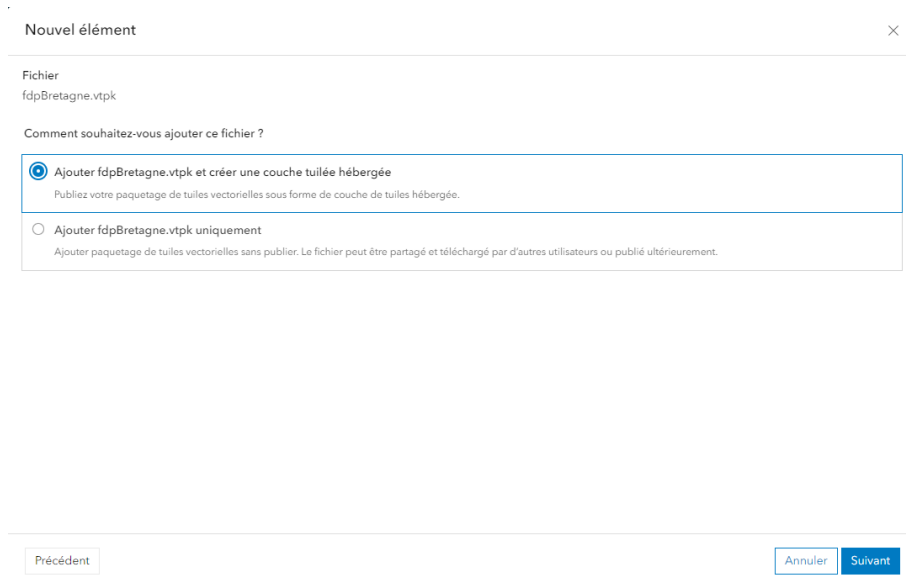 Nouvel élément
Fichier
fdpBretagne.vtpk
Comment souhaitez-vous ajouter ce fichier ?
Ajouter fdpBretagne.vtpk et créer une couche tuilée hébergée
Publiez votre paquetage de tuiles vectorielles sous forme de couche de tuiles hébergée.
Ajouter fdpBretagne.vtpk uniquement
Ajouter paquetage de tuiles vectorielles sans publier. Le fichier peut être partagé et téléchargé par d'autres utilisateurs ou publié ultérieurement.
Précédent
Annuler
Suivant